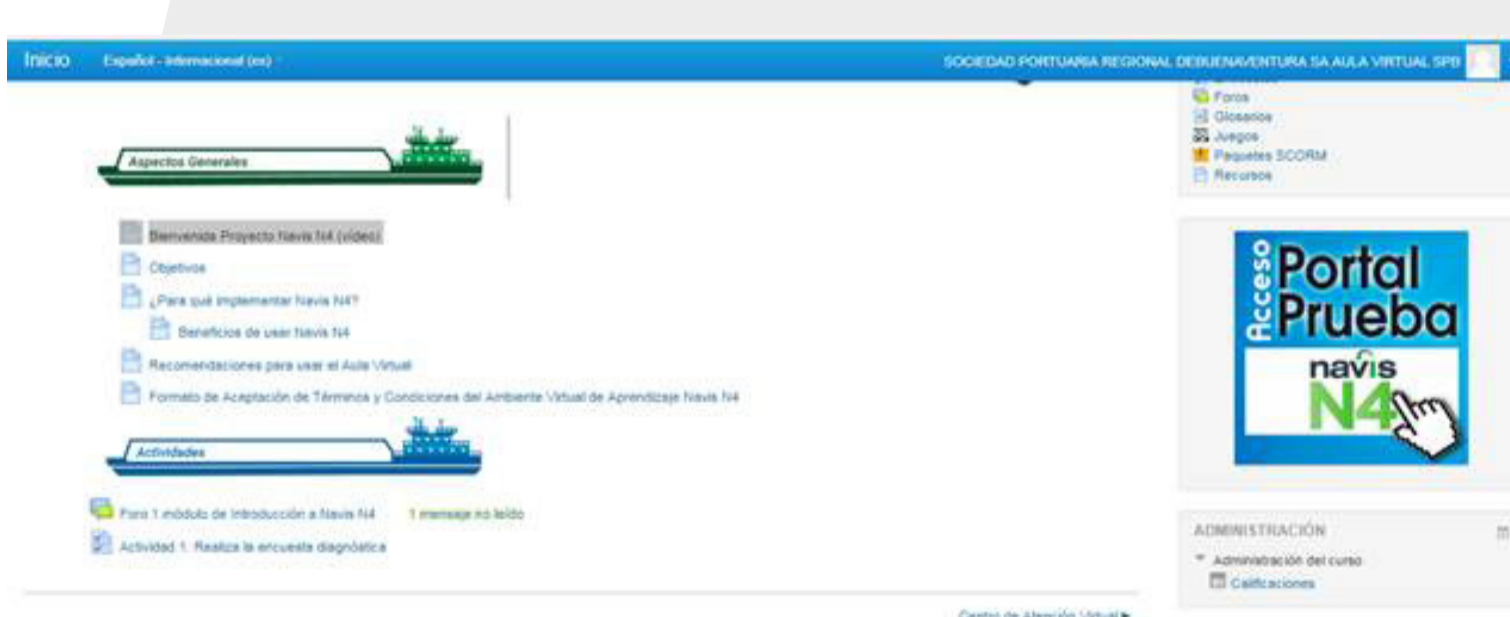 Inicio Español - Internacional (es)
SOCIEDAD PORTUARIA REGIONAL DEBUENAVENTURA SA AULA VIRTUAL SPB
Aspectos Generales
Bienvenida Proyecto Navis N4 (vídeo)
Objetivos
¿Para qué implementar Navis N4?
Beneficios de usar Navis N4
Recomendaciones para usar el Aula Virtual
Formato de Aceptación de Términos y Condiciones del Ambiente Virtual de Aprendizaje Navis N4
Actividades
Foro 1 módulo de Introducción a Navis N4 1 mensaje no leído
Actividad 1. Realiza la encuesta diagnóstica
Centro de Atención Virtual ►
Foros
Glosarios
Juegos
Paquetes SCORM
Recursos
Acceso
Portal
Prueba
navis
N4
ADMINISTRACIÓN
Administración del curso
Calificaciones